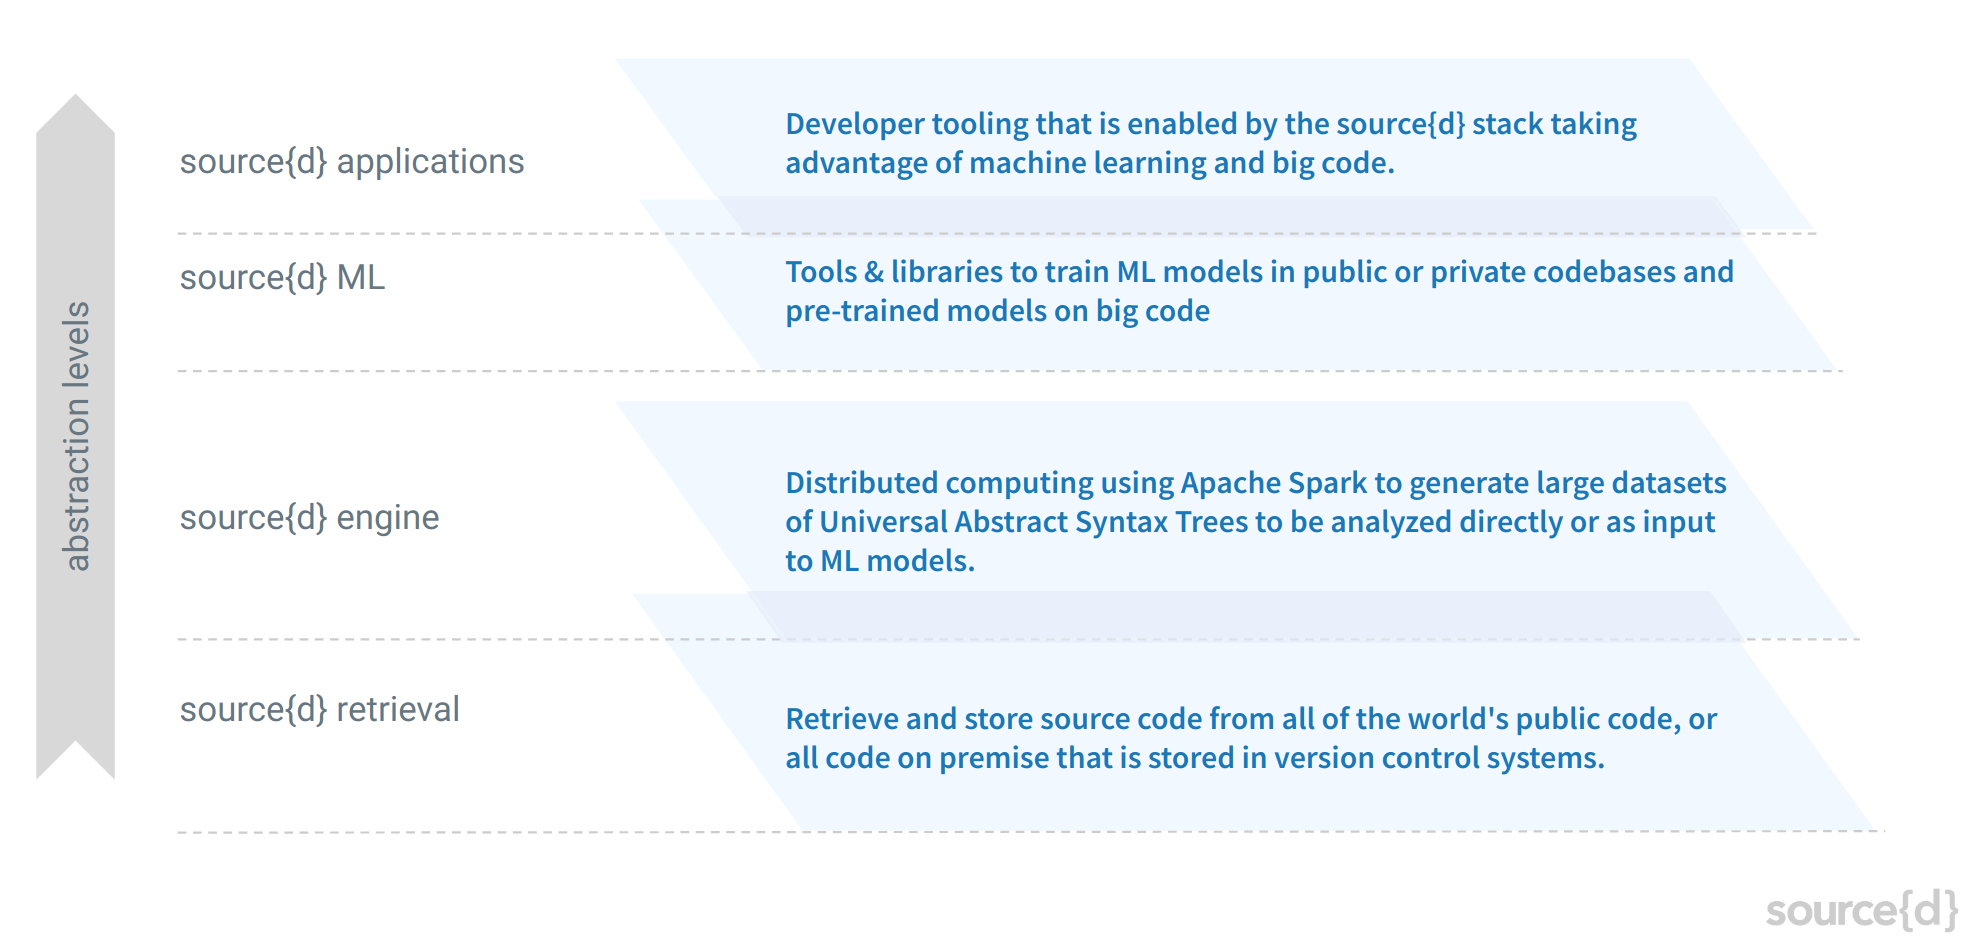 abstraction levels
source{d} applications
Developer tooling that is enabled by the source{d} stack taking
advantage of machine learning and big code.
source{d} ML
Tools & libraries to train ML models in public or private codebases and
pre-trained models on big code
source{d} engine
Distributed computing using Apache Spark to generate large datasets
of Universal Abstract Syntax Trees to be analyzed directly or as input
to ML models.
source{d} retrieval
Retrieve and store source code from all of the world's public code, or
all code on premise that is stored in version control systems.
source{d}